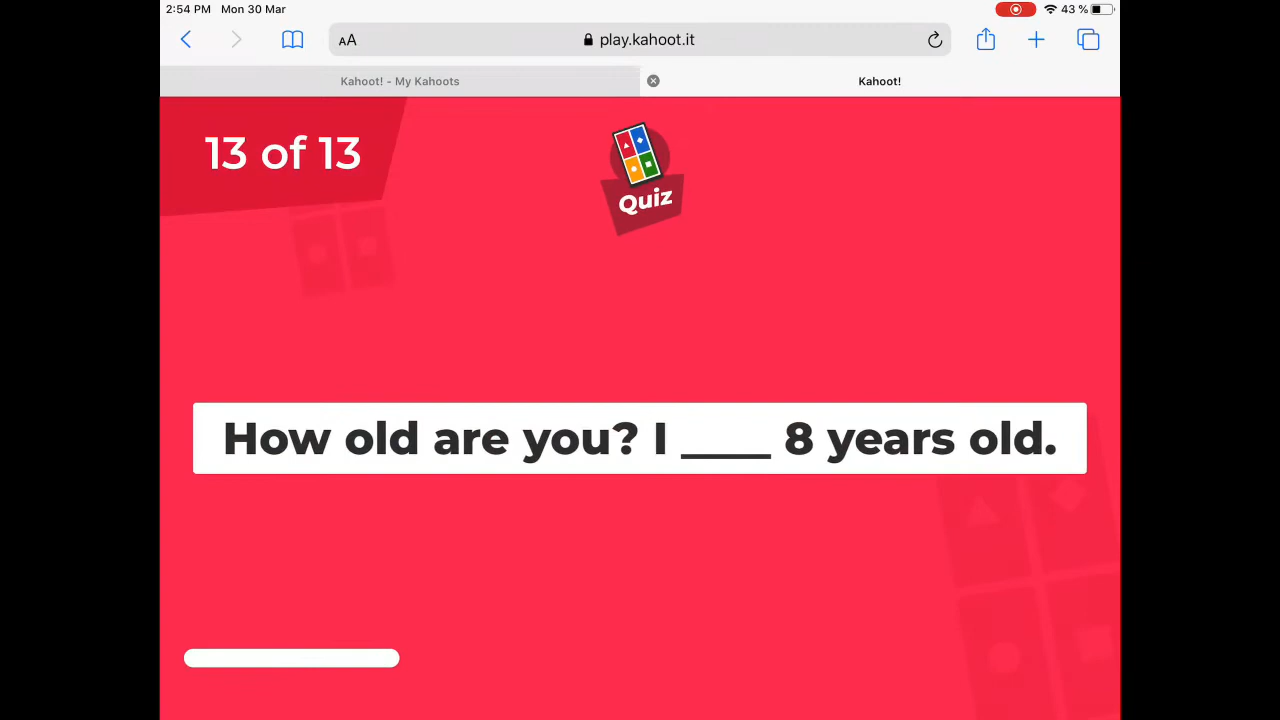 2:54 PM Mon 30 Mar 43 %
AA play.kahoot.it
Kahoot! - My Kahoots Kahoot!
13 of 13
Quiz
How old are you? I ____ 8 years old.